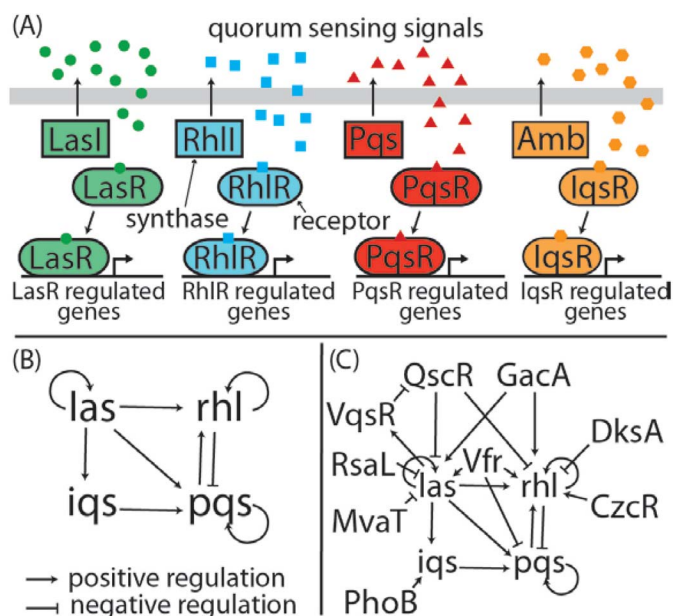 (A) quorum sensing signals
LasI RhlI Pqs Amb
LasR RhlR PqsR IqsR
synthase receptor
LasR RhlR PqsR IqsR
LasR regulated genes
RhlR regulated genes
PqsR regulated genes
IqsR regulated genes
(B)
las rhl
iqs pqs
positive regulation
negative regulation
(C)
QscR GacA
VqsR
DksA
RsaL Vfr
las rhl
CzcR
MvaT
iqs pqs
PhoB